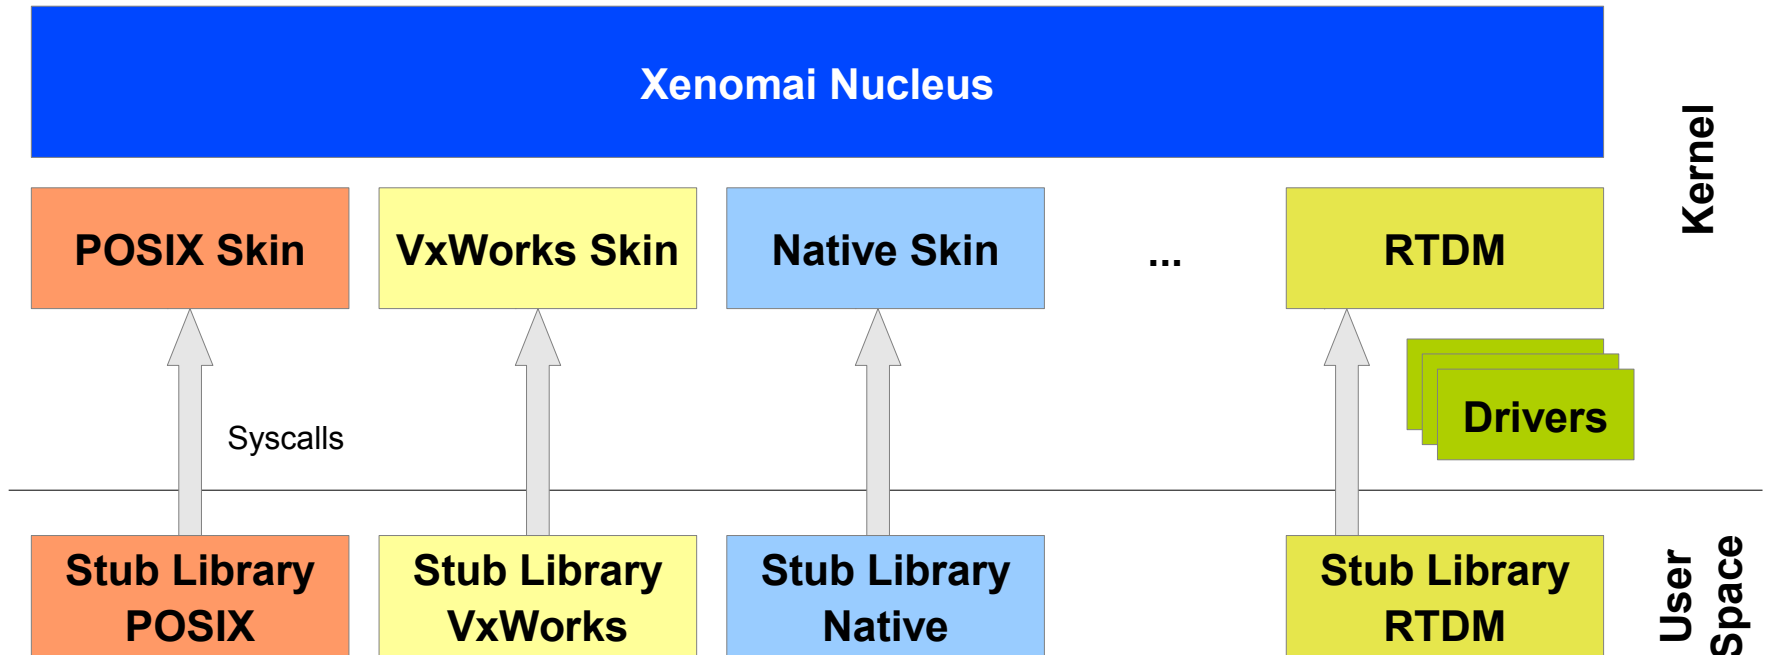 Xenomai Nucleus
Kernel
POSIX Skin
VxWorks Skin
Native Skin
...
RTDM
Drivers
Syscalls
Stub Library
POSIX
Stub Library
VxWorks
Stub Library
Native
Stub Library
RTDM
User
Space